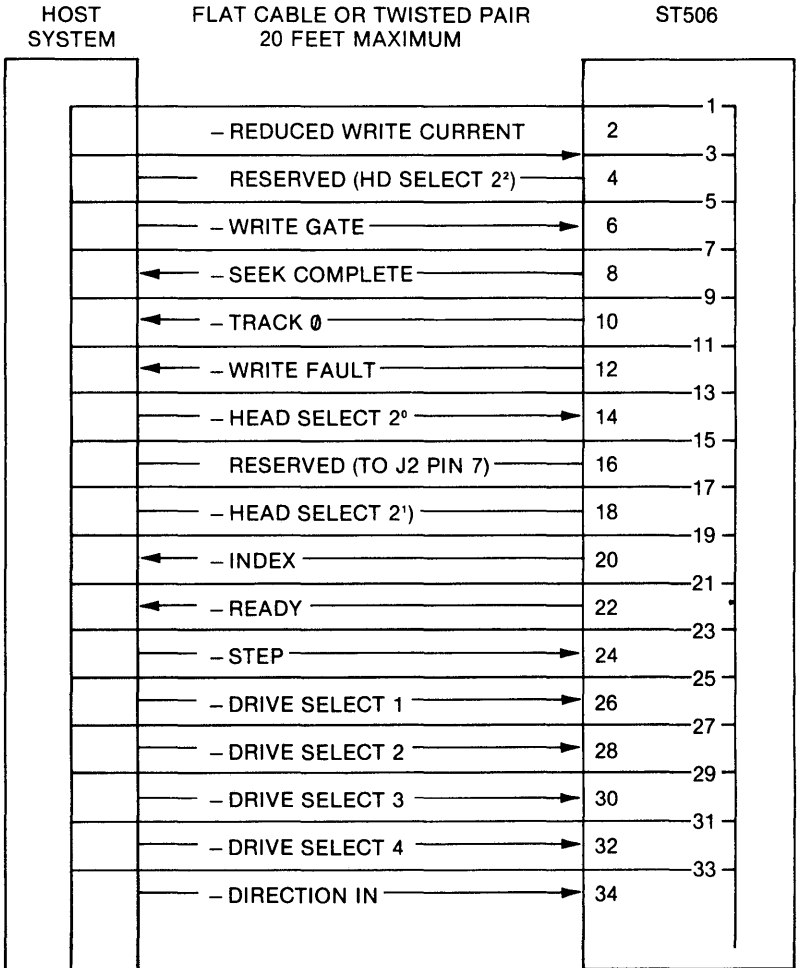 HOST SYSTEM
FLAT CABLE OR TWISTED PAIR
20 FEET MAXIMUM
ST506
1
– REDUCED WRITE CURRENT 2
3
RESERVED (HD SELECT 2²) 4
5
– WRITE GATE 6
7
– SEEK COMPLETE 8
9
– TRACK 0 10
11
– WRITE FAULT 12
13
– HEAD SELECT 2⁰ 14
15
RESERVED (TO J2 PIN 7) 16
17
– HEAD SELECT 2¹) 18
19
– INDEX 20
21
– READY 22
23
– STEP 24
25
– DRIVE SELECT 1 26
27
– DRIVE SELECT 2 28
29
– DRIVE SELECT 3 30
31
– DRIVE SELECT 4 32
33
– DIRECTION IN 34